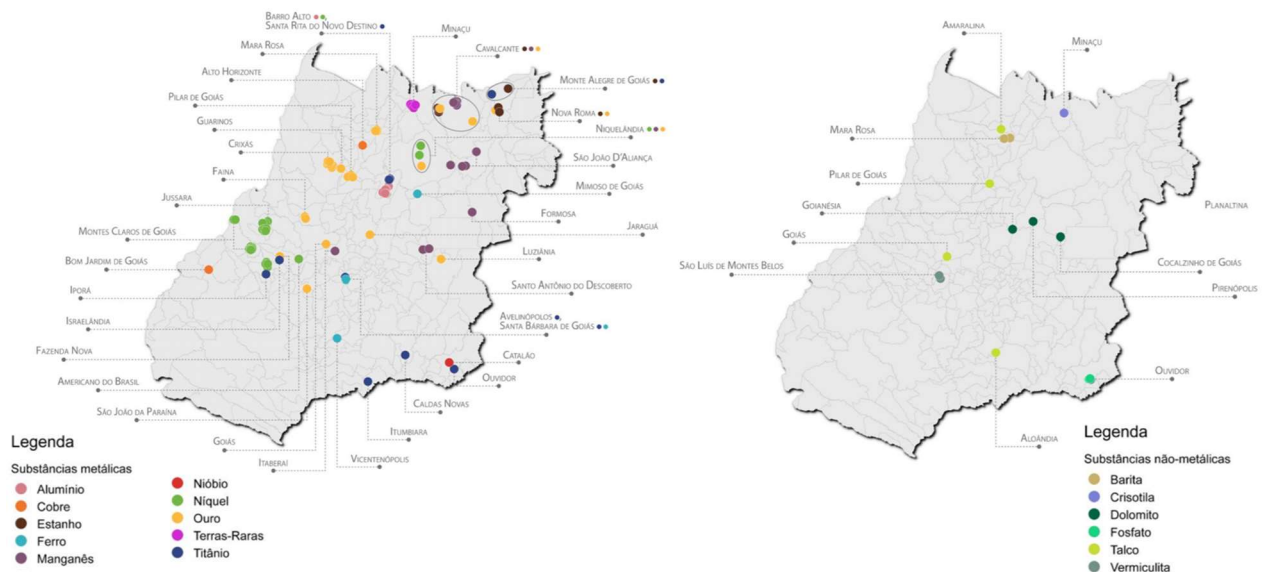 Barro Alto
Santa Rita do Novo Destino
Minaçu
Mara Rosa
Cavalcante
Alto Horizonte
Monte Alegre de Goiás
Pilar de Goiás
Guarinos
Nova Roma
Niquelândia
Crixás
São João D'Aliança
Faina
Mimoso de Goiás
Jussara
Formosa
Jaraguá
Montes Claros de Goiás
Luziânia
Bom Jardim de Goiás
Santo Antônio do Descoberto
Iporá
Avelinópolos
Israelândia
Santa Bárbara de Goiás
Fazenda Nova
Catalão
Americano do Brasil
Ouvidor
Caldas Novas
São João da Paraína
Itumbiara
Goiás
Itaberaí
Vicentenópolis
Legenda
Substâncias metálicas
Alumínio
Cobre
Estanho
Ferro
Manganês
Nióbio
Níquel
Ouro
Terras-Raras
Titânio
Amaralina
Minaçu
Mara Rosa
Pilar de Goiás
Goianésia
Planaltina
Goiás
São Luís de Montes Belos
Cocalzinho de Goiás
Pirenópolis
Ouvidor
Aloândia
Legenda
Substâncias não-metálicas
Barita
Crisotila
Dolomito
Fosfato
Talco
Vermiculita